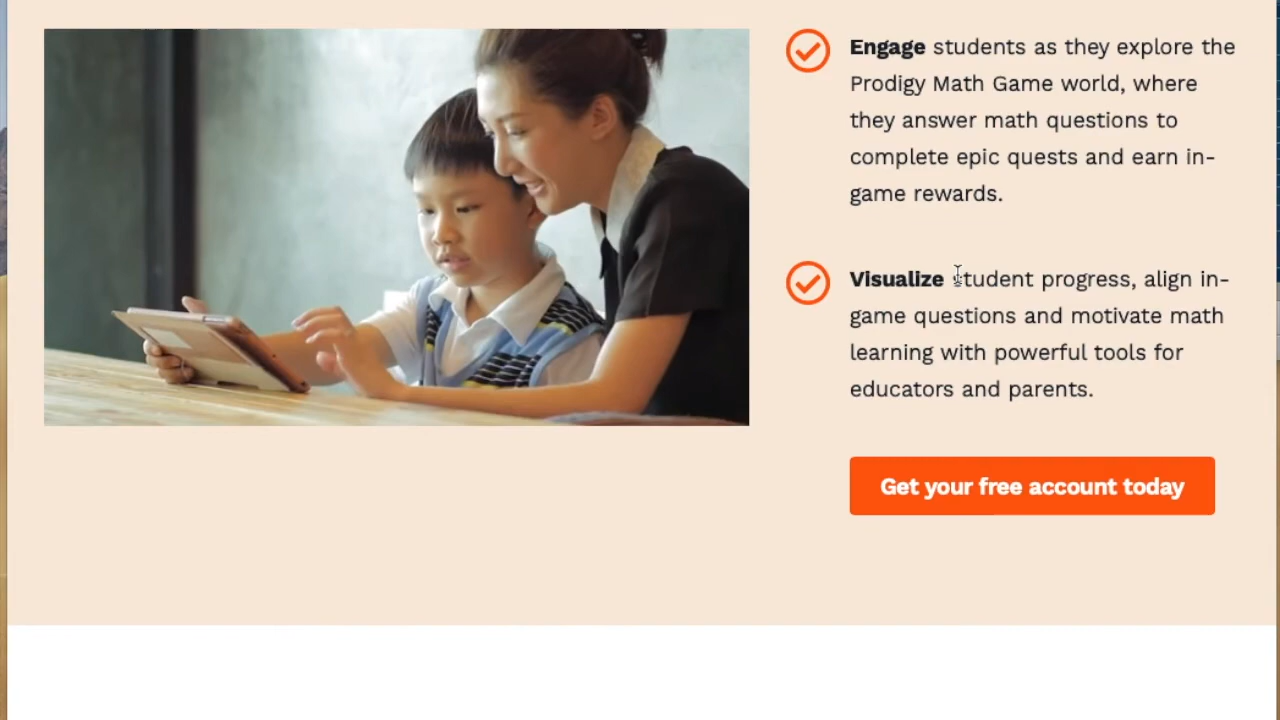 Engage students as they explore the
Prodigy Math Game world, where
they answer math questions to
complete epic quests and earn in-
game rewards.
Visualize student progress, align in-
game questions and motivate math
learning with powerful tools for
educators and parents.
Get your free account today